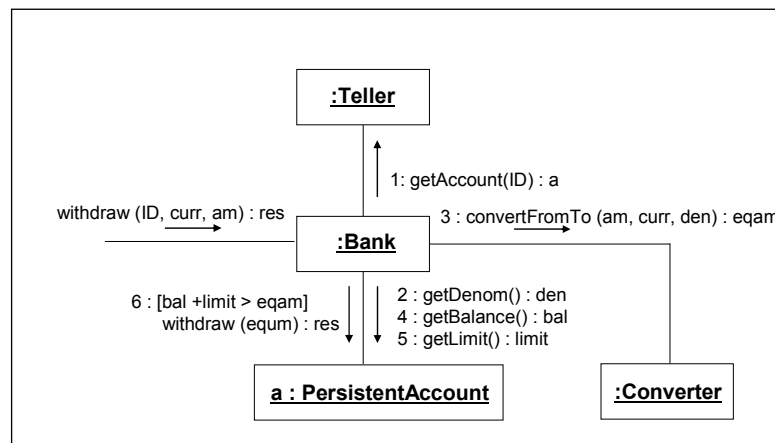 :Teller
1: getAccount(ID) : a
withdraw (ID, curr, am) : res
3 : convertFromTo (am, curr, den) : eqam
:Bank
6 : [bal +limit > eqam]
withdraw (equm) : res
2 : getDenom() : den
4 : getBalance() : bal
5 : getLimit() : limit
a : PersistentAccount
:Converter